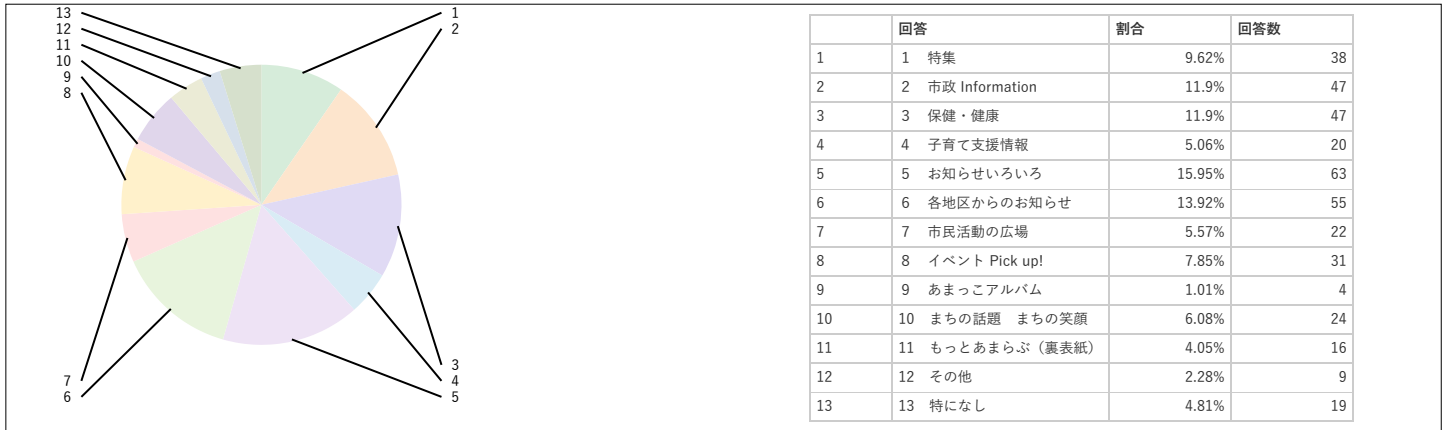 13
12
11
10
9
8
1
2
7
6
3
4
5
回答 割合 回答数
1 1 特集 9.62% 38
2 2 市政 Information 11.9% 47
3 3 保健・健康 11.9% 47
4 4 子育て支援情報 5.06% 20
5 5 お知らせいろいろ 15.95% 63
6 6 各地区からのお知らせ 13.92% 55
7 7 市民活動の広場 5.57% 22
8 8 イベント Pick up! 7.85% 31
9 9 あまっこアルバム 1.01% 4
10 10 まちの話題 まちの笑顔 6.08% 24
11 11 もっとあまらぶ（裏表紙） 4.05% 16
12 12 その他 2.28% 9
13 13 特になし 4.81% 19